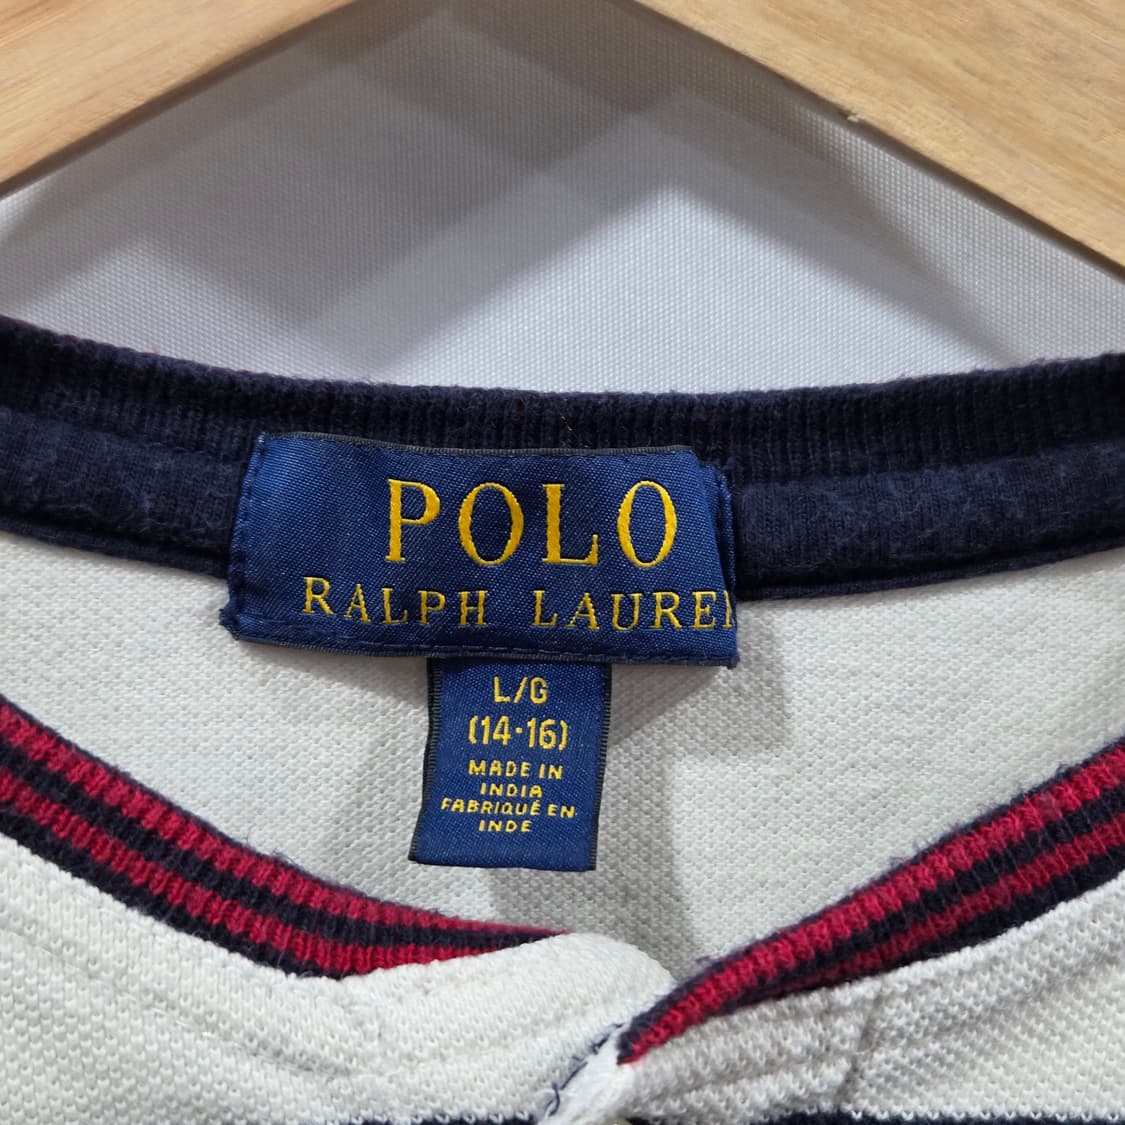 POLO
RALPH LAUREN
L/G
(14·16)
MADE IN
INDIA
FABRIQUÉ EN
INDE